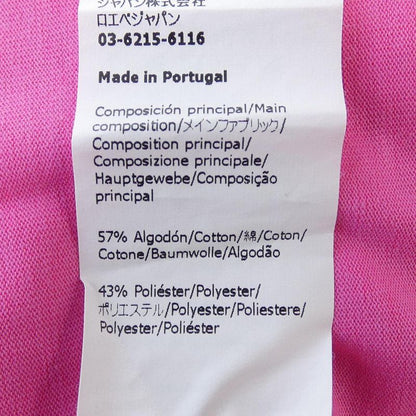 ジャパン株式会社
ロエベジャパン
03-6215-6116
Made in Portugal
Composición principal/Main
composition/メインファブリック/
Composition principal/
Composizione principale/
Hauptgewebe/Composição
principal
57% Algodón/Cotton/綿/Coton/
Cotone/Baumwolle/Algodão
43% Poliéster/Polyester/
ポリエステル/Polyester/Poliestere/
Polyester/Poliéster